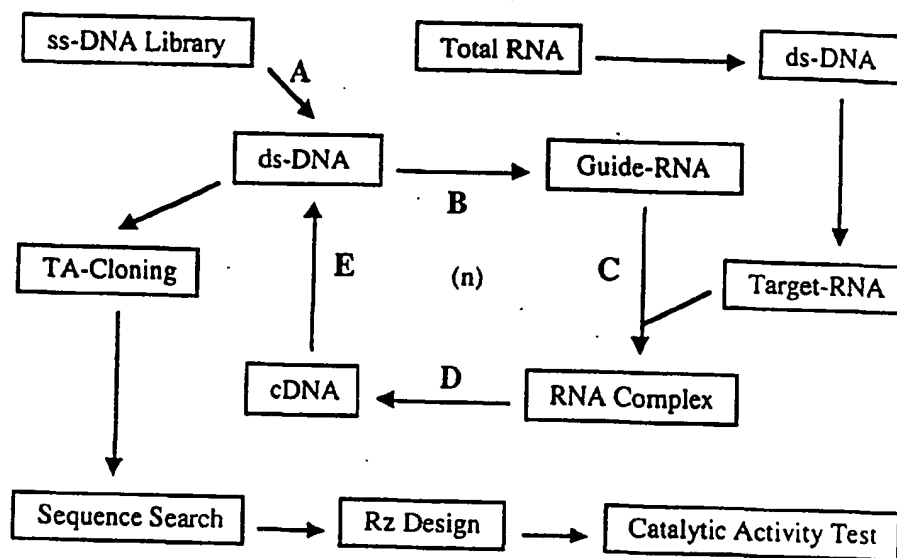 ss-DNA Library
Total RNA
ds-DNA
A
ds-DNA
Guide-RNA
B
TA-Cloning
E
(n)
C
Target-RNA
cDNA
D
RNA Complex
Sequence Search
Rz Design
Catalytic Activity Test